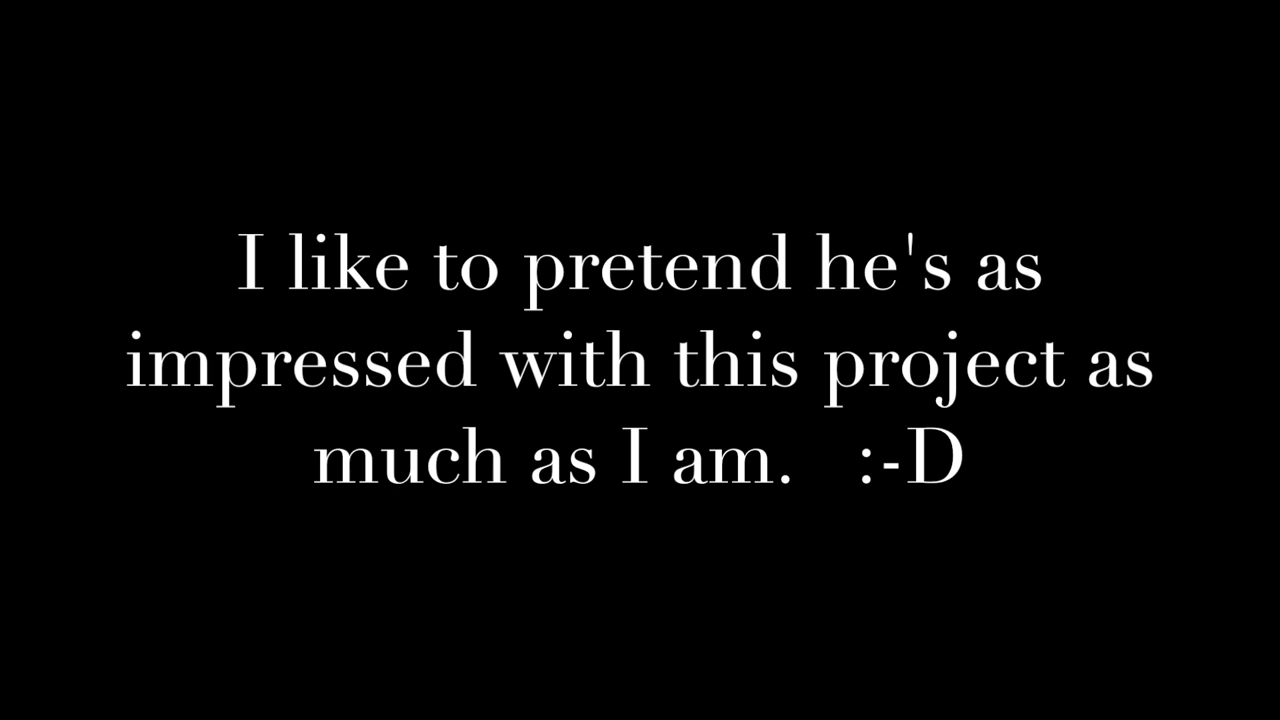 I like to pretend he's as
impressed with this project as
much as I am.   :-D